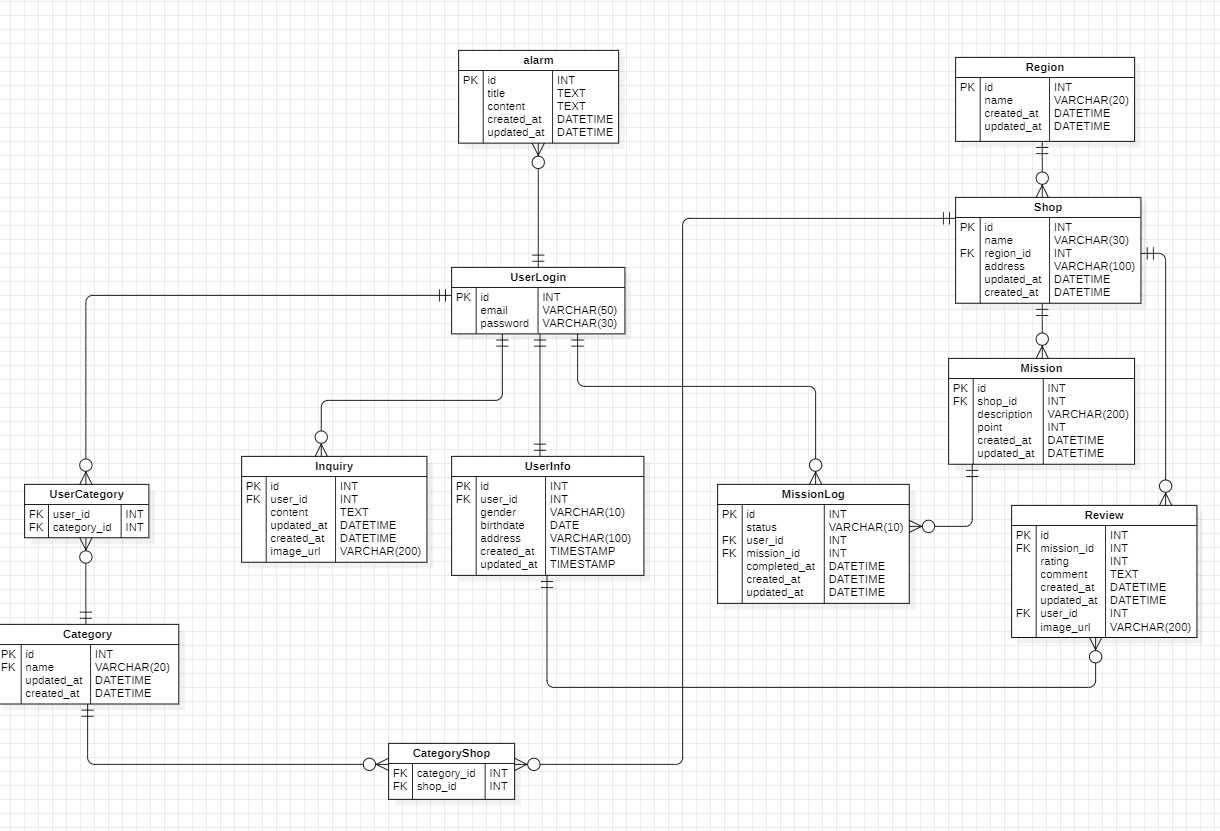 alarm
PK id INT
title TEXT
content TEXT
created_at DATETIME
updated_at DATETIME
Region
PK id INT
name VARCHAR(20)
created_at DATETIME
updated_at DATETIME
Shop
PK id INT
name VARCHAR(30)
FK region_id INT
address VARCHAR(100)
updated_at DATETIME
created_at DATETIME
UserLogin
PK id INT
email VARCHAR(50)
password VARCHAR(30)
Mission
PK id INT
FK shop_id INT
description VARCHAR(200)
point INT
created_at DATETIME
updated_at DATETIME
UserCategory
FK user_id INT
FK category_id INT
Inquiry
PK id INT
FK user_id INT
content TEXT
updated_at DATETIME
created_at DATETIME
image_url VARCHAR(200)
UserInfo
PK id INT
FK user_id INT
gender VARCHAR(10)
birthdate DATE
address VARCHAR(100)
created_at TIMESTAMP
updated_at TIMESTAMP
MissionLog
PK id INT
status VARCHAR(10)
FK user_id INT
FK mission_id INT
completed_at DATETIME
created_at DATETIME
updated_at DATETIME
Review
PK id INT
FK mission_id INT
rating INT
comment TEXT
created_at DATETIME
updated_at DATETIME
FK user_id INT
image_url VARCHAR(200)
Category
PK id INT
FK name VARCHAR(20)
updated_at DATETIME
created_at DATETIME
CategoryShop
FK category_id INT
FK shop_id INT